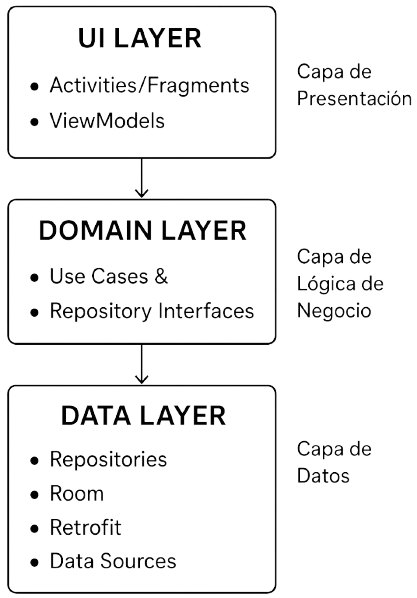 UI LAYER
• Activities/Fragments
• ViewModels
Capa de
Presentación
DOMAIN LAYER
• Use Cases &
• Repository Interfaces
Capa de
Lógica de
Negocio
DATA LAYER
• Repositories
• Room
• Retrofit
• Data Sources
Capa de
Datos